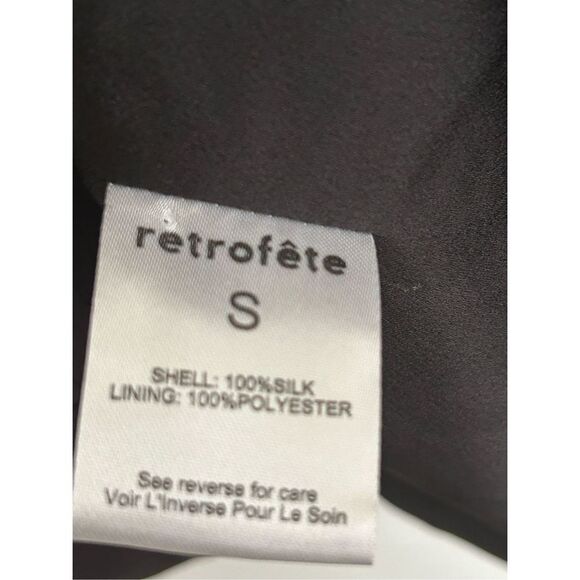 retrofête
S
SHELL: 100%SILK
LINING: 100%POLYESTER
See reverse for care
Voir L'Inverse Pour Le Soin